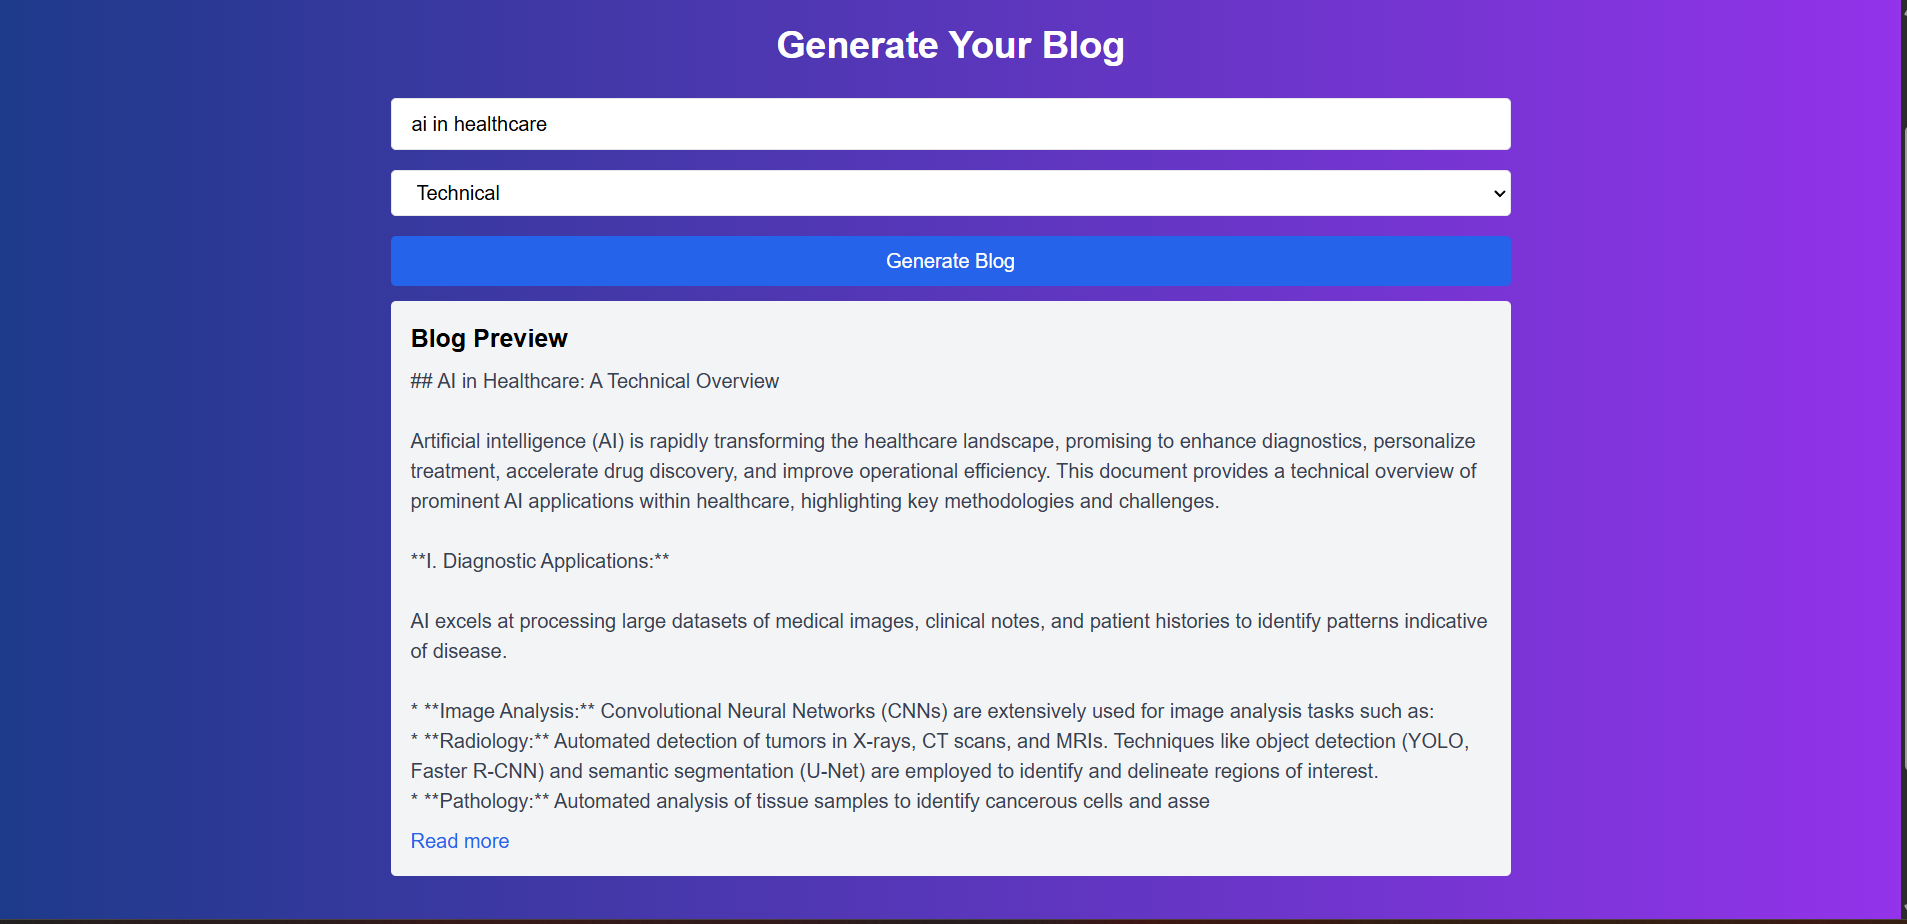 Generate Your Blog
ai in healthcare
Technical
Generate Blog
Blog Preview
## AI in Healthcare: A Technical Overview
Artificial intelligence (AI) is rapidly transforming the healthcare landscape, promising to enhance diagnostics, personalize
treatment, accelerate drug discovery, and improve operational efficiency. This document provides a technical overview of
prominent AI applications within healthcare, highlighting key methodologies and challenges.
**I. Diagnostic Applications:**
AI excels at processing large datasets of medical images, clinical notes, and patient histories to identify patterns indicative
of disease.
* **Image Analysis:** Convolutional Neural Networks (CNNs) are extensively used for image analysis tasks such as:
* **Radiology:** Automated detection of tumors in X-rays, CT scans, and MRIs. Techniques like object detection (YOLO,
Faster R-CNN) and semantic segmentation (U-Net) are employed to identify and delineate regions of interest.
* **Pathology:** Automated analysis of tissue samples to identify cancerous cells and asse
Read more